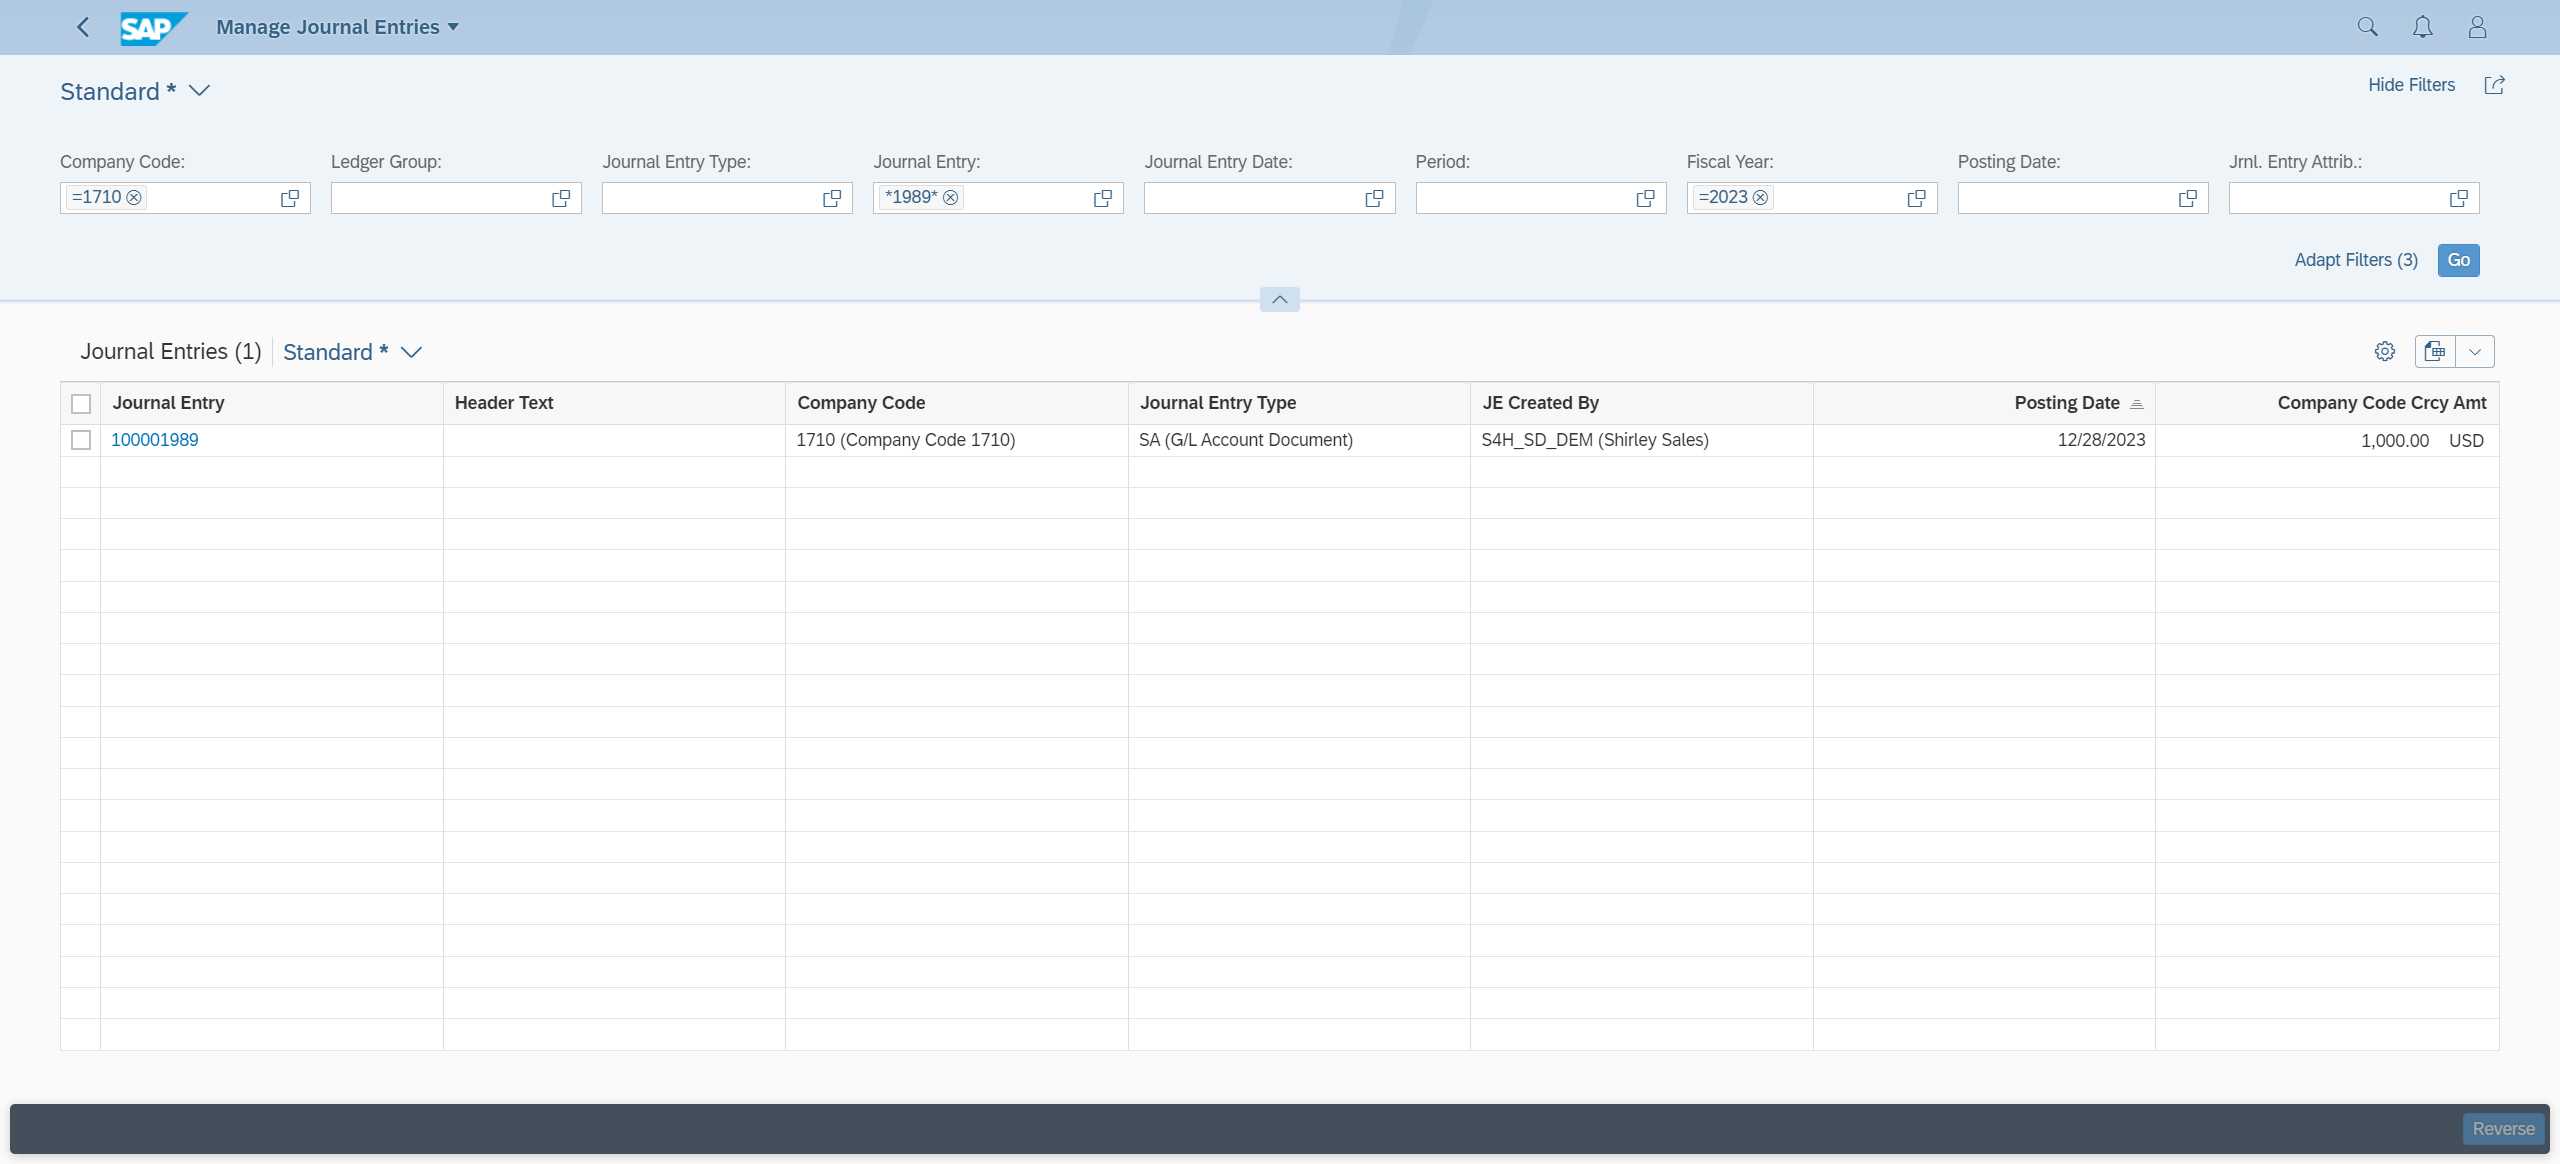 SAP Manage Journal Entries
Standard *
Hide Filters
Company Code: Ledger Group: Journal Entry Type: Journal Entry: Journal Entry Date: Period: Fiscal Year: Posting Date: Jrnl. Entry Attrib.:
=1710 *1989* =2023
Adapt Filters (3) Go
Journal Entries (1) Standard *
Journal Entry Header Text Company Code Journal Entry Type JE Created By Posting Date Company Code Crcy Amt
100001989 1710 (Company Code 1710) SA (G/L Account Document) S4H_SD_DEM (Shirley Sales) 12/28/2023 1,000.00 USD
Reverse